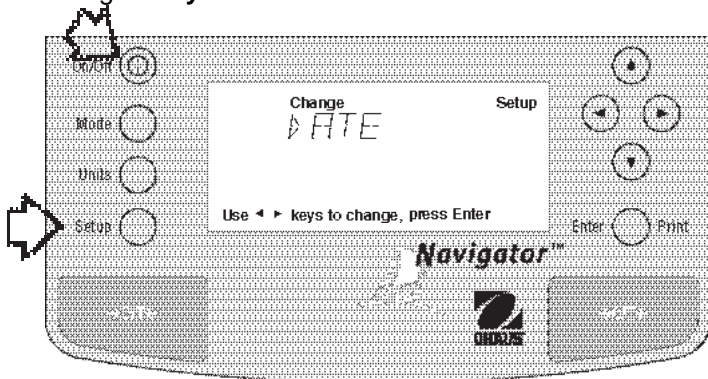 On/Off
Change Setup
DATE
Mode
Units
Use ◄ ► keys to change, press Enter
Setup
Enter Print
Navigator™
OHAUS